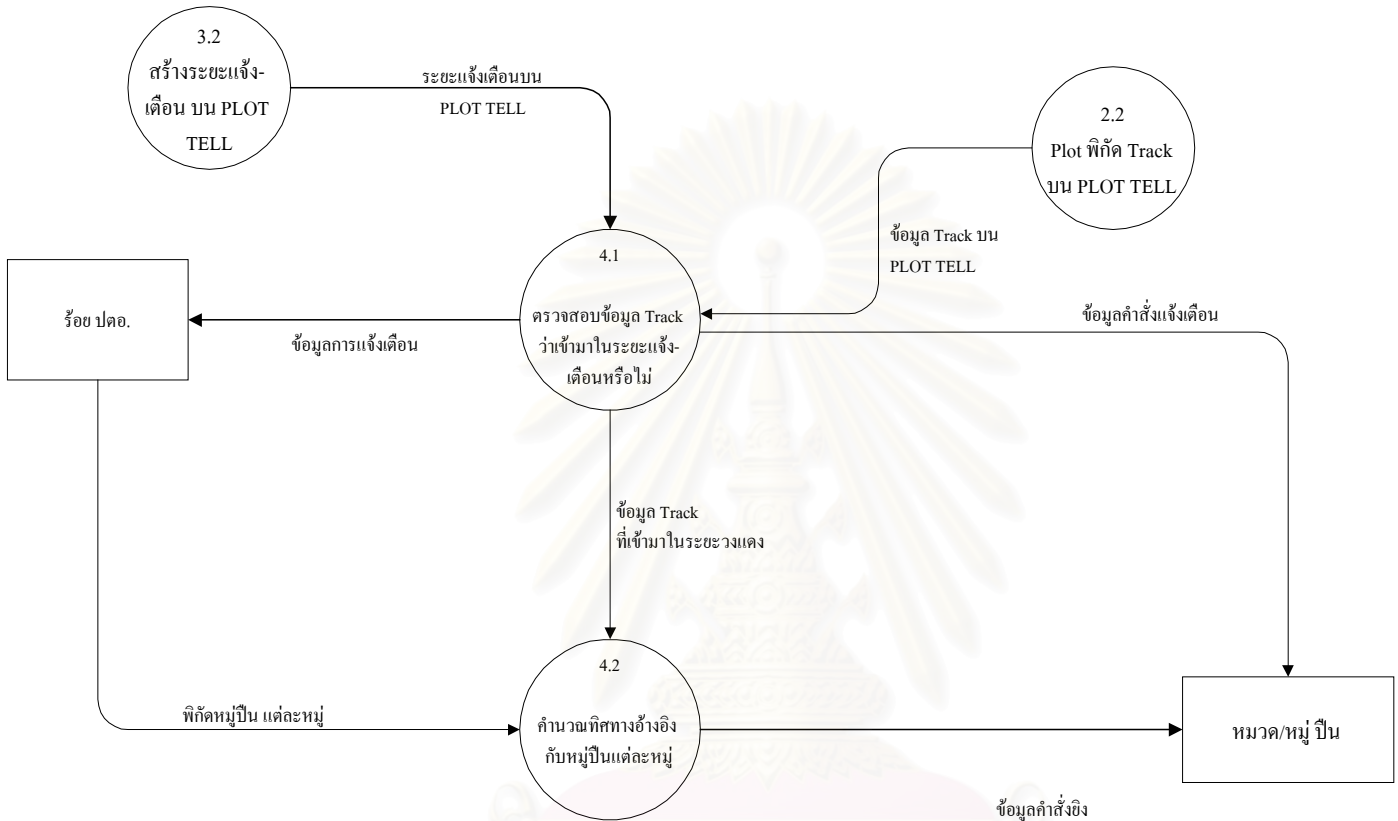 3.2
สร้างระยะแจ้ง-
เตือน บน PLOT
TELL
ระยะแจ้งเตือนบน
PLOT TELL
2.2
Plot พิกัด Track
บน PLOT TELL
ข้อมูล Track บน
PLOT TELL
4.1
ตรวจสอบข้อมูล Track
ว่าเข้ามาในระยะแจ้ง-
เตือนหรือไม่
ร้อย ปตอ.
ข้อมูลการแจ้งเตือน
ข้อมูลคำสั่งแจ้งเตือน
ข้อมูล Track
ที่เข้ามาในระยะวงแดง
4.2
คำนวณทิศทางอ้างอิง
กับหมู่ปืนแต่ละหมู่
พิกัดหมู่ปืน แต่ละหมู่
หมวด/หมู่ ปืน
ข้อมูลคำสั่งยิง